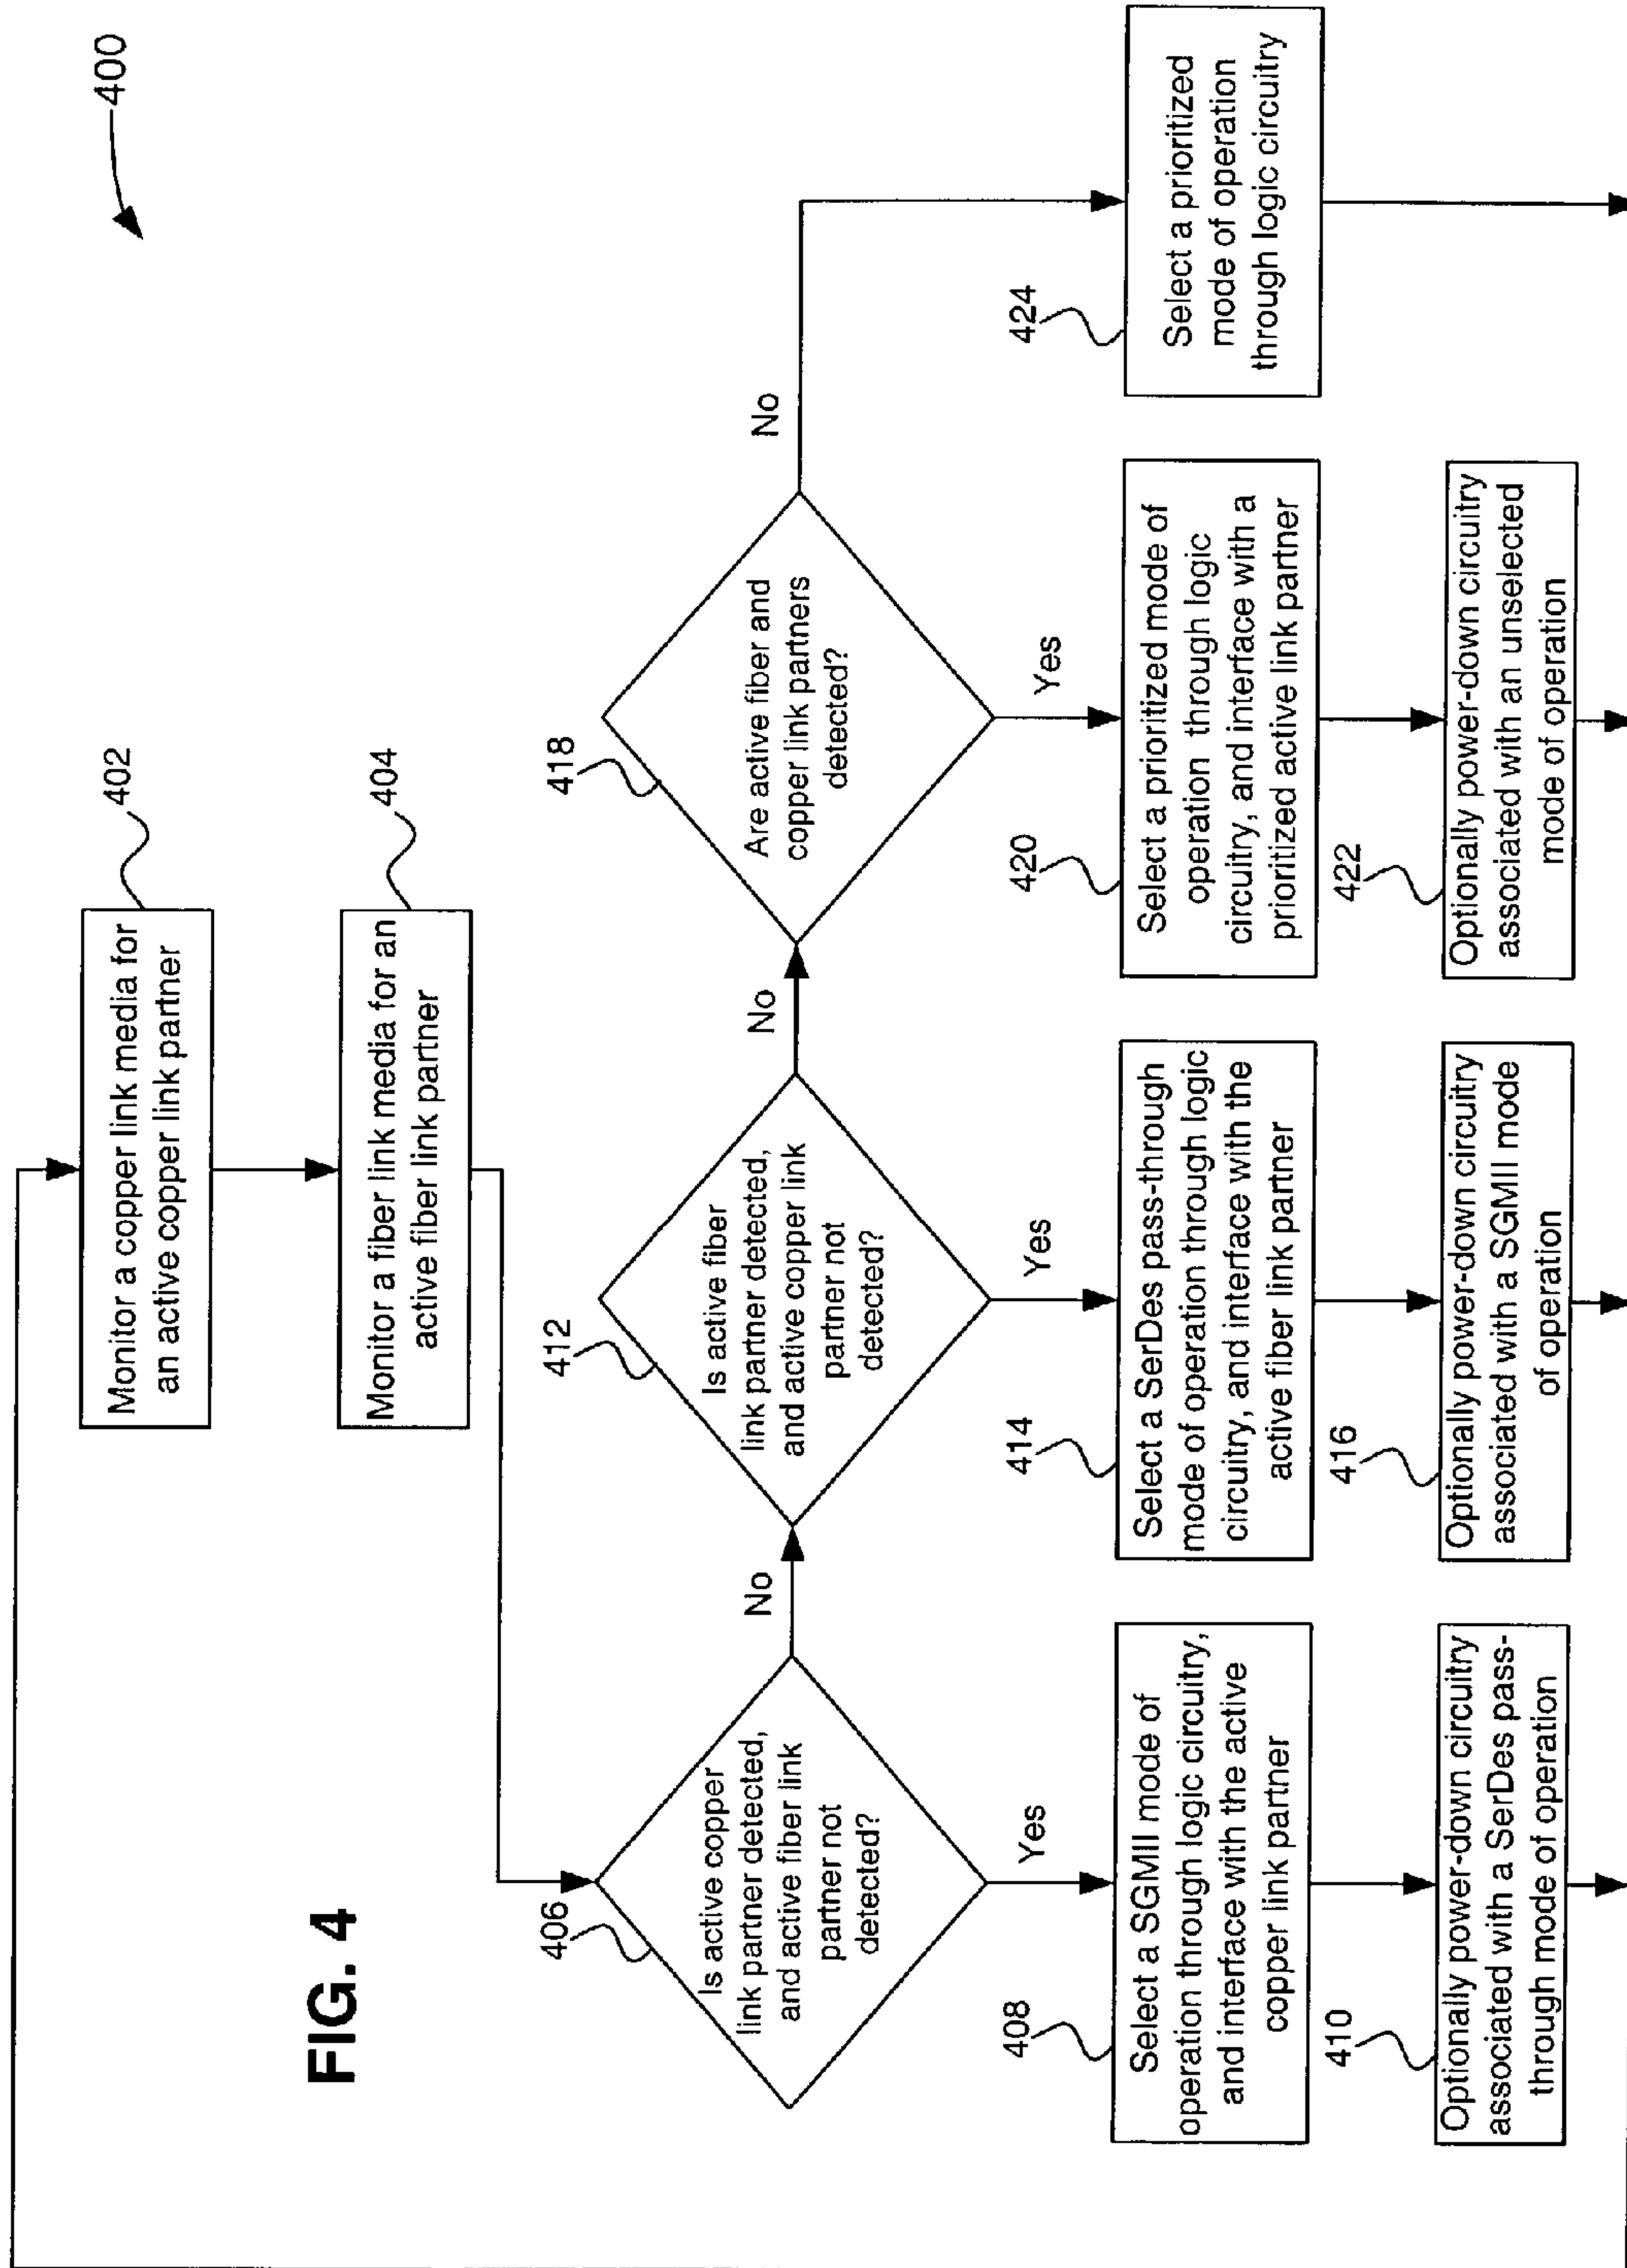 FIG. 4
400
402
Monitor a copper link media for
an active copper link partner
404
Monitor a fiber link media for an
active fiber link partner
406
Is active copper
link partner detected,
and active fiber link
partner not
detected?
No
Yes
412
Is active fiber
link partner detected,
and active copper link
partner not
detected?
No
Yes
418
Are active fiber and
copper link partners
detected?
No
Yes
408
Select a SGMII mode of
operation through logic circuitry,
and interface with the active
copper link partner
414
Select a SerDes pass-through
mode of operation through logic
circuitry, and interface with the
active fiber link partner
420
Select a prioritized mode of
operation through logic
circuitry, and interface with a
prioritized active link partner
424
Select a prioritized
mode of operation
through logic circuitry
410
Optionally power-down circuitry
associated with a SerDes pass-
through mode of operation
416
Optionally power-down circuitry
associated with a SGMII mode
of operation
422
Optionally power-down circuitry
associated with an unselected
mode of operation